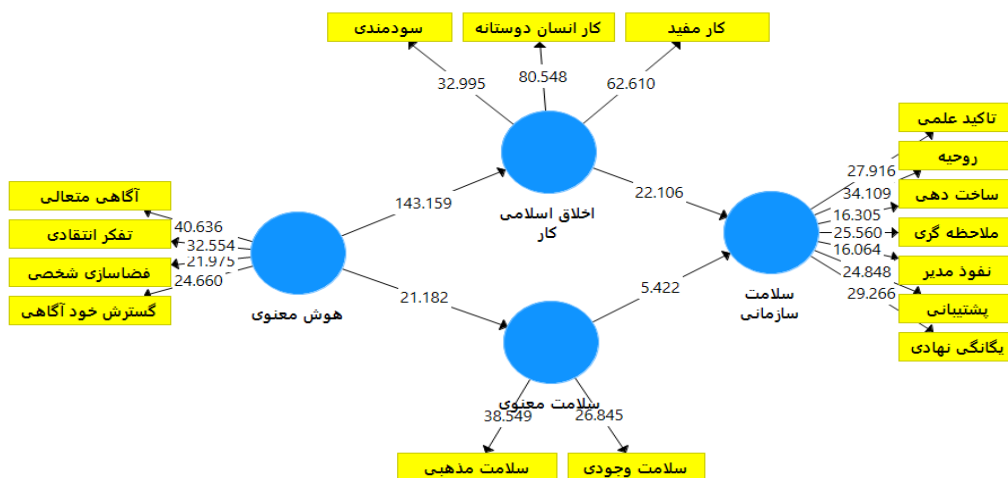 سودمندی
کار انسان دوستانه
کار مفید
32.995
80.548
62.610
اخلاق اسلامی
کار
تاکید علمی
روحیه
ساخت دهی
ملاحظه گری
نفوذ مدیر
پشتیبانی
یگانگی نهادی
27.916
34.109
16.305
25.560
16.064
24.848
29.266
سلامت
سازمانی
22.106
5.422
143.159
21.182
آگاهی متعالی
تفکر انتقادی
فضاسازی شخصی
گسترش خود آگاهی
40.636
32.554
21.975
24.660
هوش معنوی
سلامت معنوی
38.549
26.845
سلامت مذهبی
سلامت وجودی